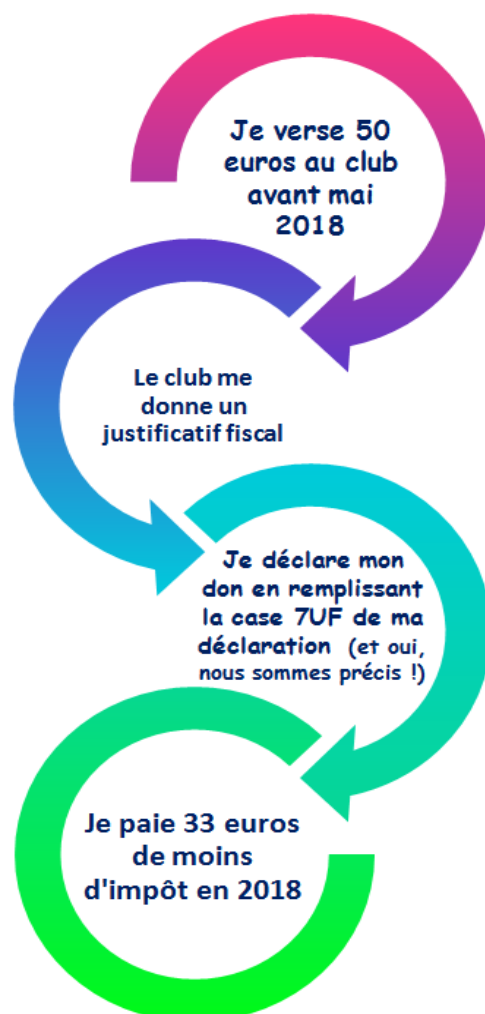 Je verse 50
euros au club
avant mai
2018
Le club me
donne un
justificatif fiscal
Je déclare mon
don en remplissant
la case 7UF de ma
déclaration (et oui,
nous sommes précis !)
Je paie 33 euros
de moins
d'impôt en 2018